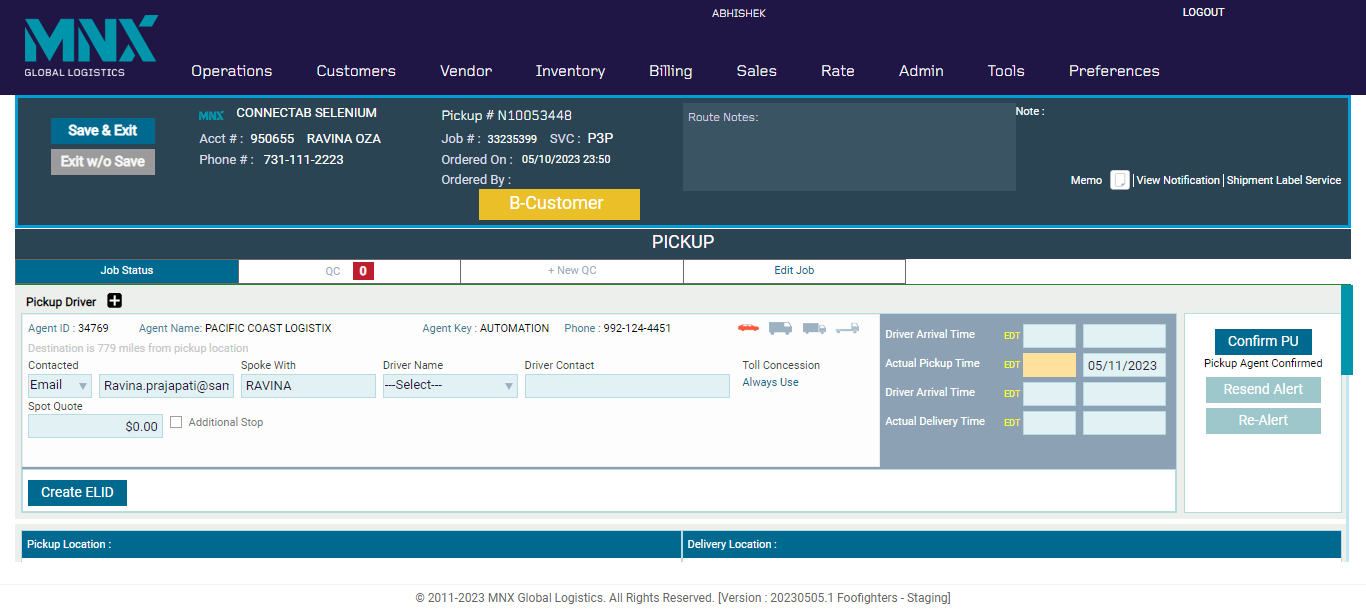 ABHISHEK LOGOUT
MNX
GLOBAL LOGISTICS
Operations Customers Vendor Inventory Billing Sales Rate Admin Tools Preferences
Save & Exit
Exit w/o Save
MNX CONNECTAB SELENIUM
Acct # : 950655 RAVINA OZA
Phone # : 731-111-2223
Pickup # N10053448
Job # : 33235399 SVC : P3P
Ordered On : 05/10/2023 23:50
Ordered By :
B-Customer
Route Notes:
Note :
Memo | View Notification | Shipment Label Service
PICKUP
Job Status QC 0 + New QC Edit Job
Pickup Driver
Agent ID : 34769 Agent Name: PACIFIC COAST LOGISTIX Agent Key : AUTOMATION Phone : 992-124-4451
Destination is 779 miles from pickup location
Contacted Spoke With Driver Name Driver Contact Toll Concession
Email Ravina.prajapati@san RAVINA ---Select--- Always Use
Spot Quote
$0.00 Additional Stop
Driver Arrival Time EDT
Actual Pickup Time EDT 05/11/2023
Driver Arrival Time EDT
Actual Delivery Time EDT
Confirm PU
Pickup Agent Confirmed
Resend Alert
Re-Alert
Create ELID
Pickup Location : Delivery Location :
© 2011-2023 MNX Global Logistics. All Rights Reserved. [Version : 20230505.1 Foofighters - Staging]